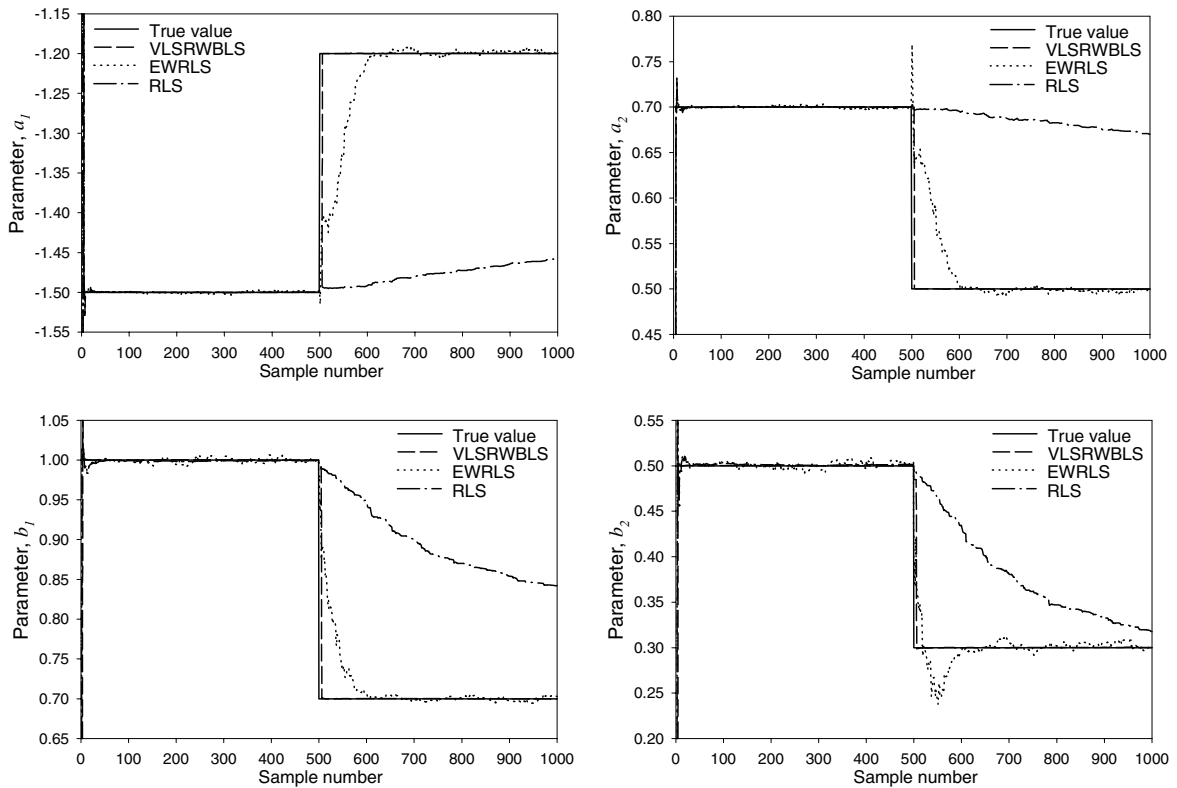 -1.15
-1.20
-1.25
-1.30
-1.35
-1.40
-1.45
-1.50
-1.55
Parameter, a1
True value
VLSRWBLS
EWRLS
RLS
0 100 200 300 400 500 600 700 800 900 1000
Sample number
0.80
0.75
0.70
0.65
0.60
0.55
0.50
0.45
Parameter, a2
True value
VLSRWBLS
EWRLS
RLS
0 100 200 300 400 500 600 700 800 900 1000
Sample number
1.05
1.00
0.95
0.90
0.85
0.80
0.75
0.70
0.65
Parameter, b1
True value
VLSRWBLS
EWRLS
RLS
0 100 200 300 400 500 600 700 800 900 1000
Sample number
0.55
0.50
0.45
0.40
0.35
0.30
0.25
0.20
Parameter, b2
True value
VLSRWBLS
EWRLS
RLS
0 100 200 300 400 500 600 700 800 900 1000
Sample number